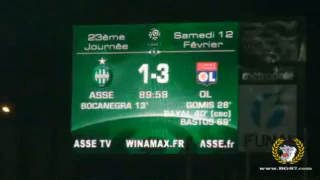 23ème Journée
Samedi 12 Février
1-3
ASSE 89:59 OL
BOCANEGRA 13'
GOMIS 28'
BAYAL 40' (csc)
BASTOS 69'
ASSE TV WINAMAX.FR ASSE.fr